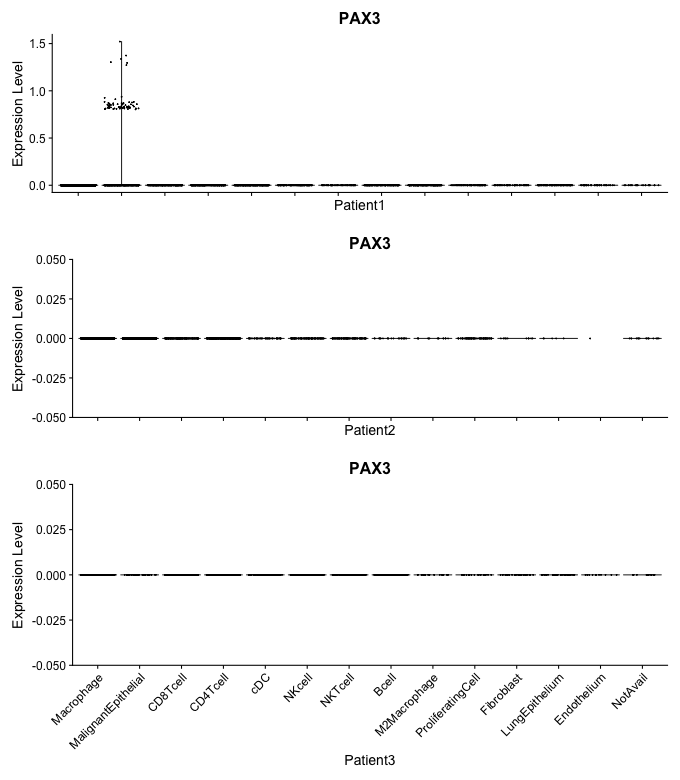 PAX3
Expression Level
1.5
1.0
0.5
0.0
Patient1
PAX3
Expression Level
0.050
0.025
0.000
-0.025
-0.050
Patient2
PAX3
Expression Level
0.050
0.025
0.000
-0.025
-0.050
Macrophage
MalignantEpithelial
CD8Tcell
CD4Tcell
cDC
NKcell
NKTcell
Bcell
M2Macrophage
ProliferatingCell
Fibroblast
LungEpithelium
Endothelium
NotAvail
Patient3